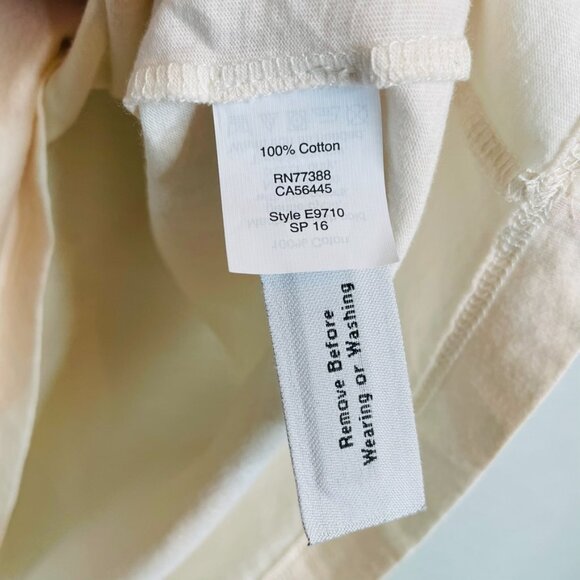 100% Cotton
RN77388
CA56445
Style E9710
SP 16
Remove Before
Wearing or Washing